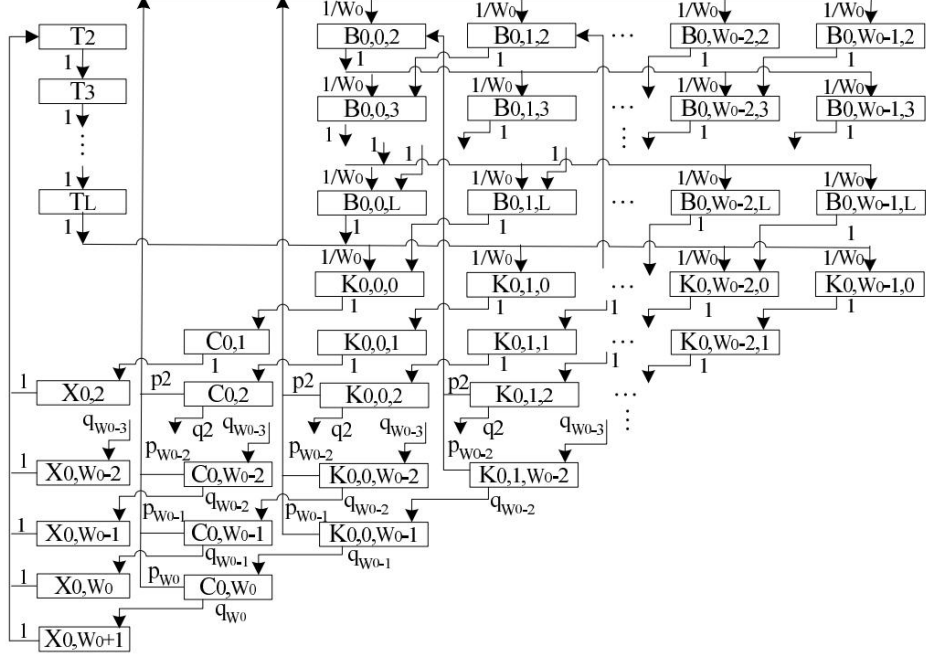 1/W0 1/W0 1/W0 1/W0
T2 B0,0,2 B0,1,2 ... B0,W0-2,2 B0,W0-1,2
1 1 1 1 1
1/W0 1/W0 1/W0 1/W0
T3 B0,0,3 B0,1,3 ... B0,W0-2,3 B0,W0-1,3
1 1 1 1 1
1 1
1 1/W0 1/W0 1/W0 1/W0
TL B0,0,L B0,1,L ... B0,W0-2,L B0,W0-1,L
1 1 1 1 1
1/W0 1/W0 1/W0 1/W0
K0,0,0 K0,1,0 ... K0,W0-2,0 K0,W0-1,0
1 1 1 1 1
C0,1 K0,0,1 K0,1,1 ... K0,W0-2,1
1 1 1 1 1
p2 p2 p2
1 X0,2 C0,2 K0,0,2 K0,1,2 ...
qW0-3 q2 qW0-3 q2 qW0-3 q2 qW0-3
pW0-2 pW0-2 pW0-2
1 X0,W0-2 C0,W0-2 K0,0,W0-2 K0,1,W0-2
qW0-2 qW0-2 qW0-2
pW0-1 pW0-1
1 X0,W0-1 C0,W0-1 K0,0,W0-1
qW0-1 qW0-1
1 X0,W0 pW0 C0,W0
qW0
1 X0,W0+1